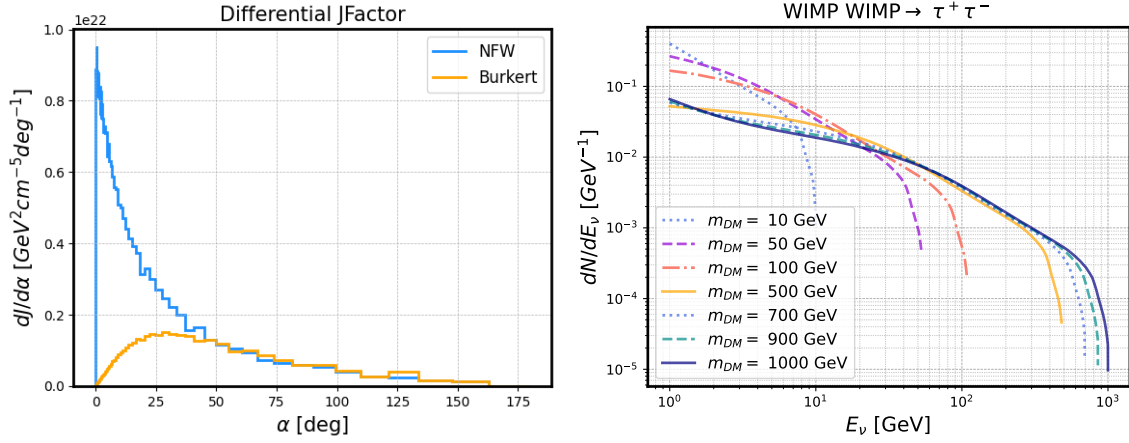 Differential JFactor
1e22
1.0
0.8
0.6
0.4
0.2
0.0
dJ/dα [GeV²cm⁻⁵deg⁻¹]
NFW
Burkert
0 25 50 75 100 125 150 175
α [deg]
WIMP WIMP → τ⁺τ⁻
10⁻¹
10⁻²
10⁻³
10⁻⁴
10⁻⁵
dN/dEᵥ [GeV⁻¹]
m_DM = 10 GeV
m_DM = 50 GeV
m_DM = 100 GeV
m_DM = 500 GeV
m_DM = 700 GeV
m_DM = 900 GeV
m_DM = 1000 GeV
10⁰ 10¹ 10² 10³
Eᵥ [GeV]